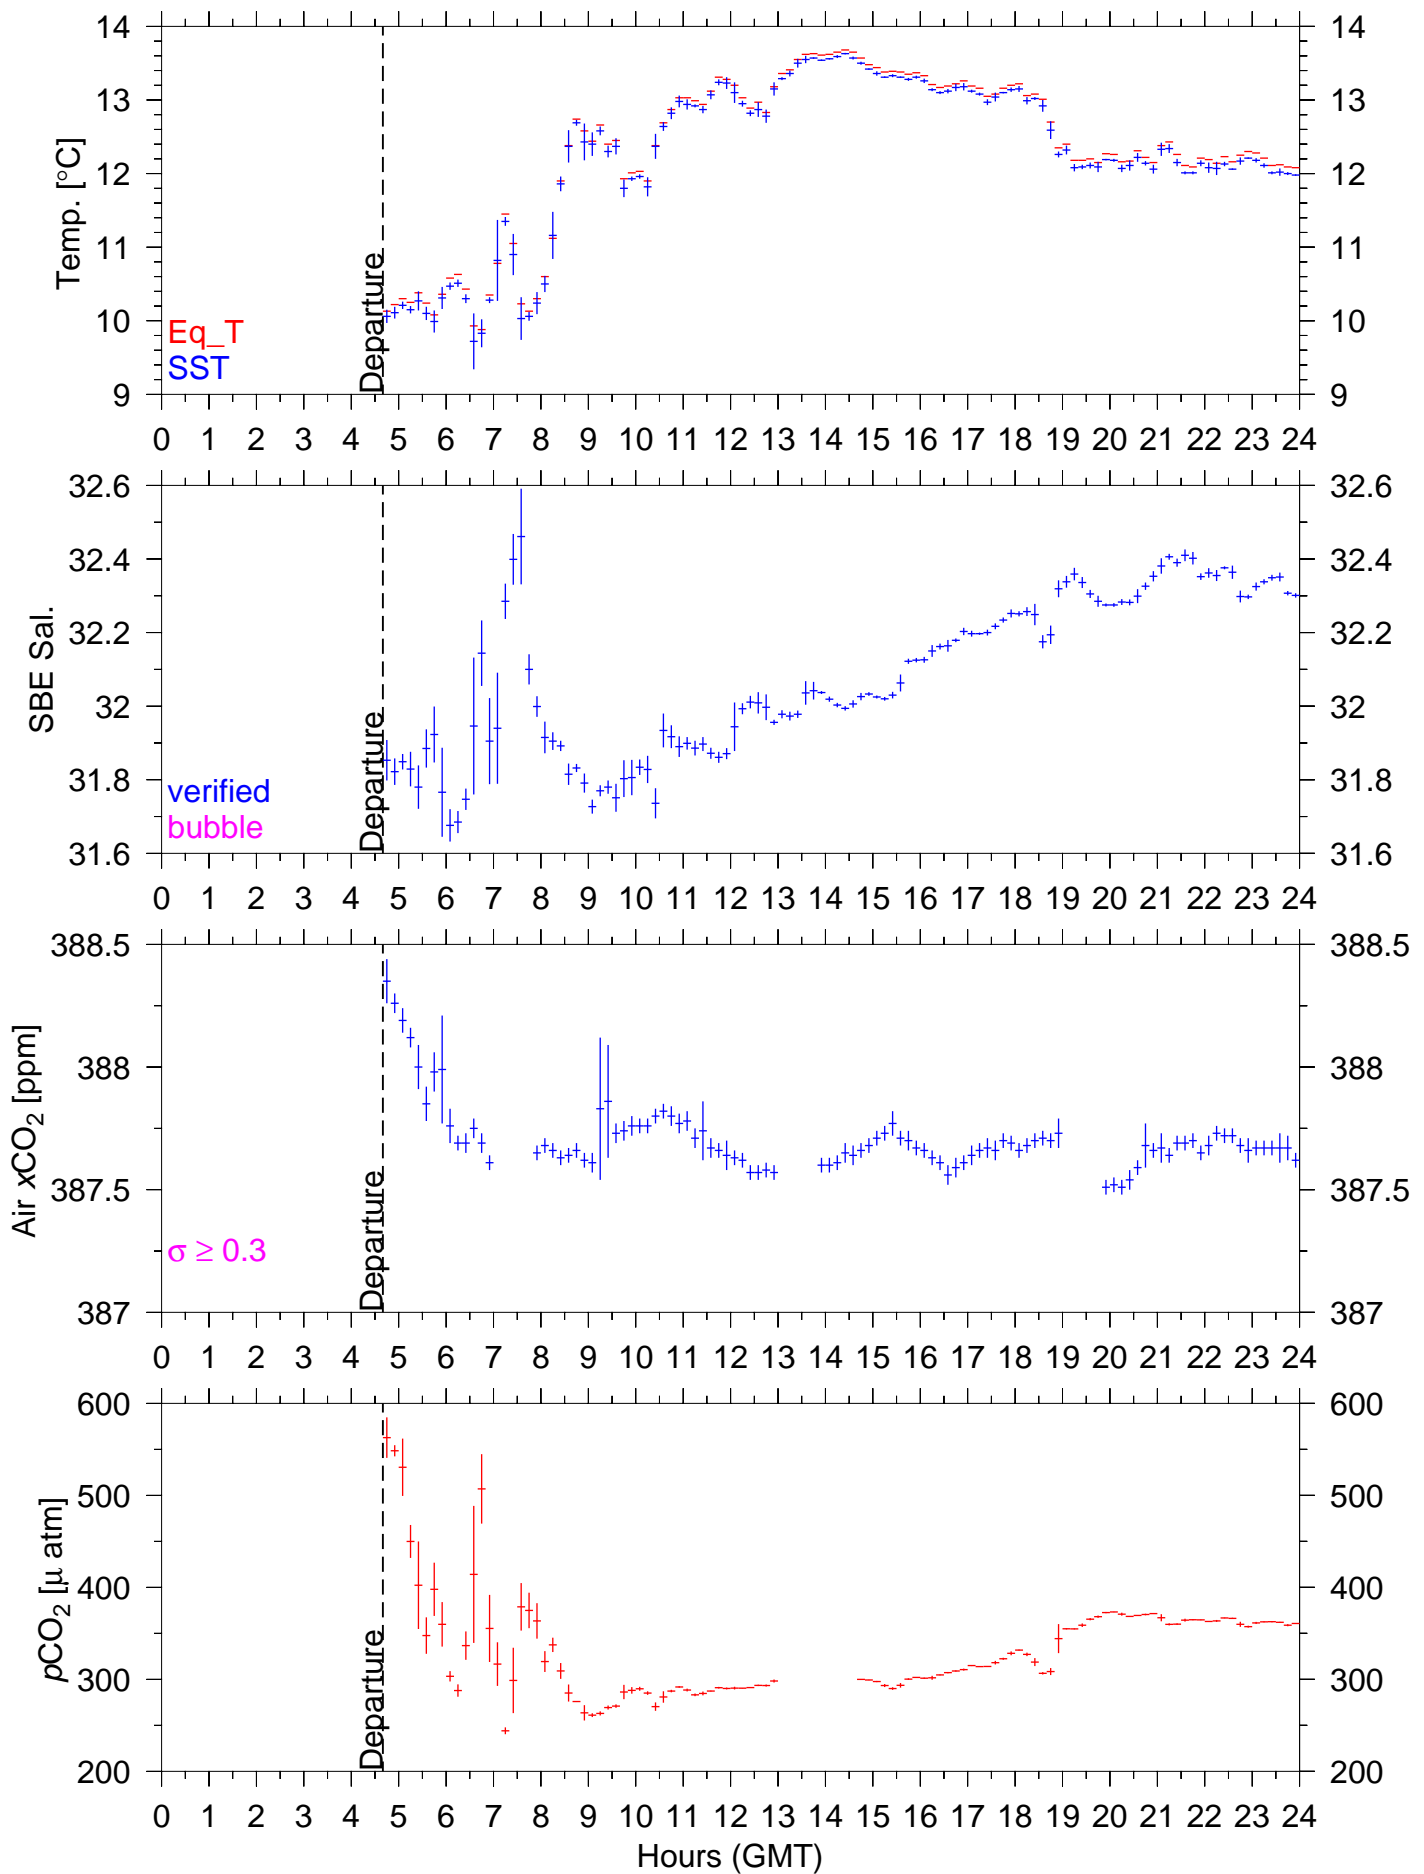 14 14
13 13
12 12
11 11
10 10
9 9
Temp. [°C]
Departure
Eq_T
SST
0 1 2 3 4 5 6 7 8 9 10 11 12 13 14 15 16 17 18 19 20 21 22 23 24
32.6 32.6
32.4 32.4
32.2 32.2
32 32
31.8 31.8
31.6 31.6
SBE Sal.
Departure
verified
bubble
0 1 2 3 4 5 6 7 8 9 10 11 12 13 14 15 16 17 18 19 20 21 22 23 24
388.5 388.5
388 388
387.5 387.5
387 387
Air xCO₂ [ppm]
Departure
σ ≥ 0.3
0 1 2 3 4 5 6 7 8 9 10 11 12 13 14 15 16 17 18 19 20 21 22 23 24
600 600
500 500
400 400
300 300
200 200
pCO₂ [μ atm]
Departure
0 1 2 3 4 5 6 7 8 9 10 11 12 13 14 15 16 17 18 19 20 21 22 23 24
Hours (GMT)